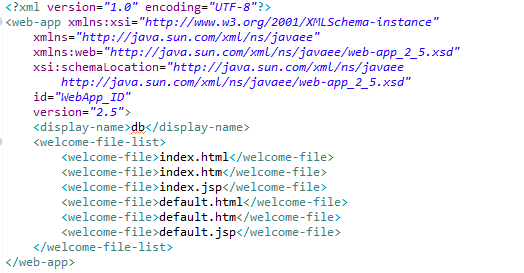 <?xml version="1.0" encoding="UTF-8"?>
<web-app xmlns:xsi="http://www.w3.org/2001/XMLSchema-instance"
xmlns="http://java.sun.com/xml/ns/javaee"
xmlns:web="http://java.sun.com/xml/ns/javaee/web-app_2_5.xsd"
xsi:schemaLocation="http://java.sun.com/xml/ns/javaee
http://java.sun.com/xml/ns/javaee/web-app_2_5.xsd"
id="WebApp_ID"
version="2.5">
<display-name>db</display-name>
<welcome-file-list>
<welcome-file>index.html</welcome-file>
<welcome-file>index.htm</welcome-file>
<welcome-file>index.jsp</welcome-file>
<welcome-file>default.html</welcome-file>
<welcome-file>default.htm</welcome-file>
<welcome-file>default.jsp</welcome-file>
</welcome-file-list>
</web-app>